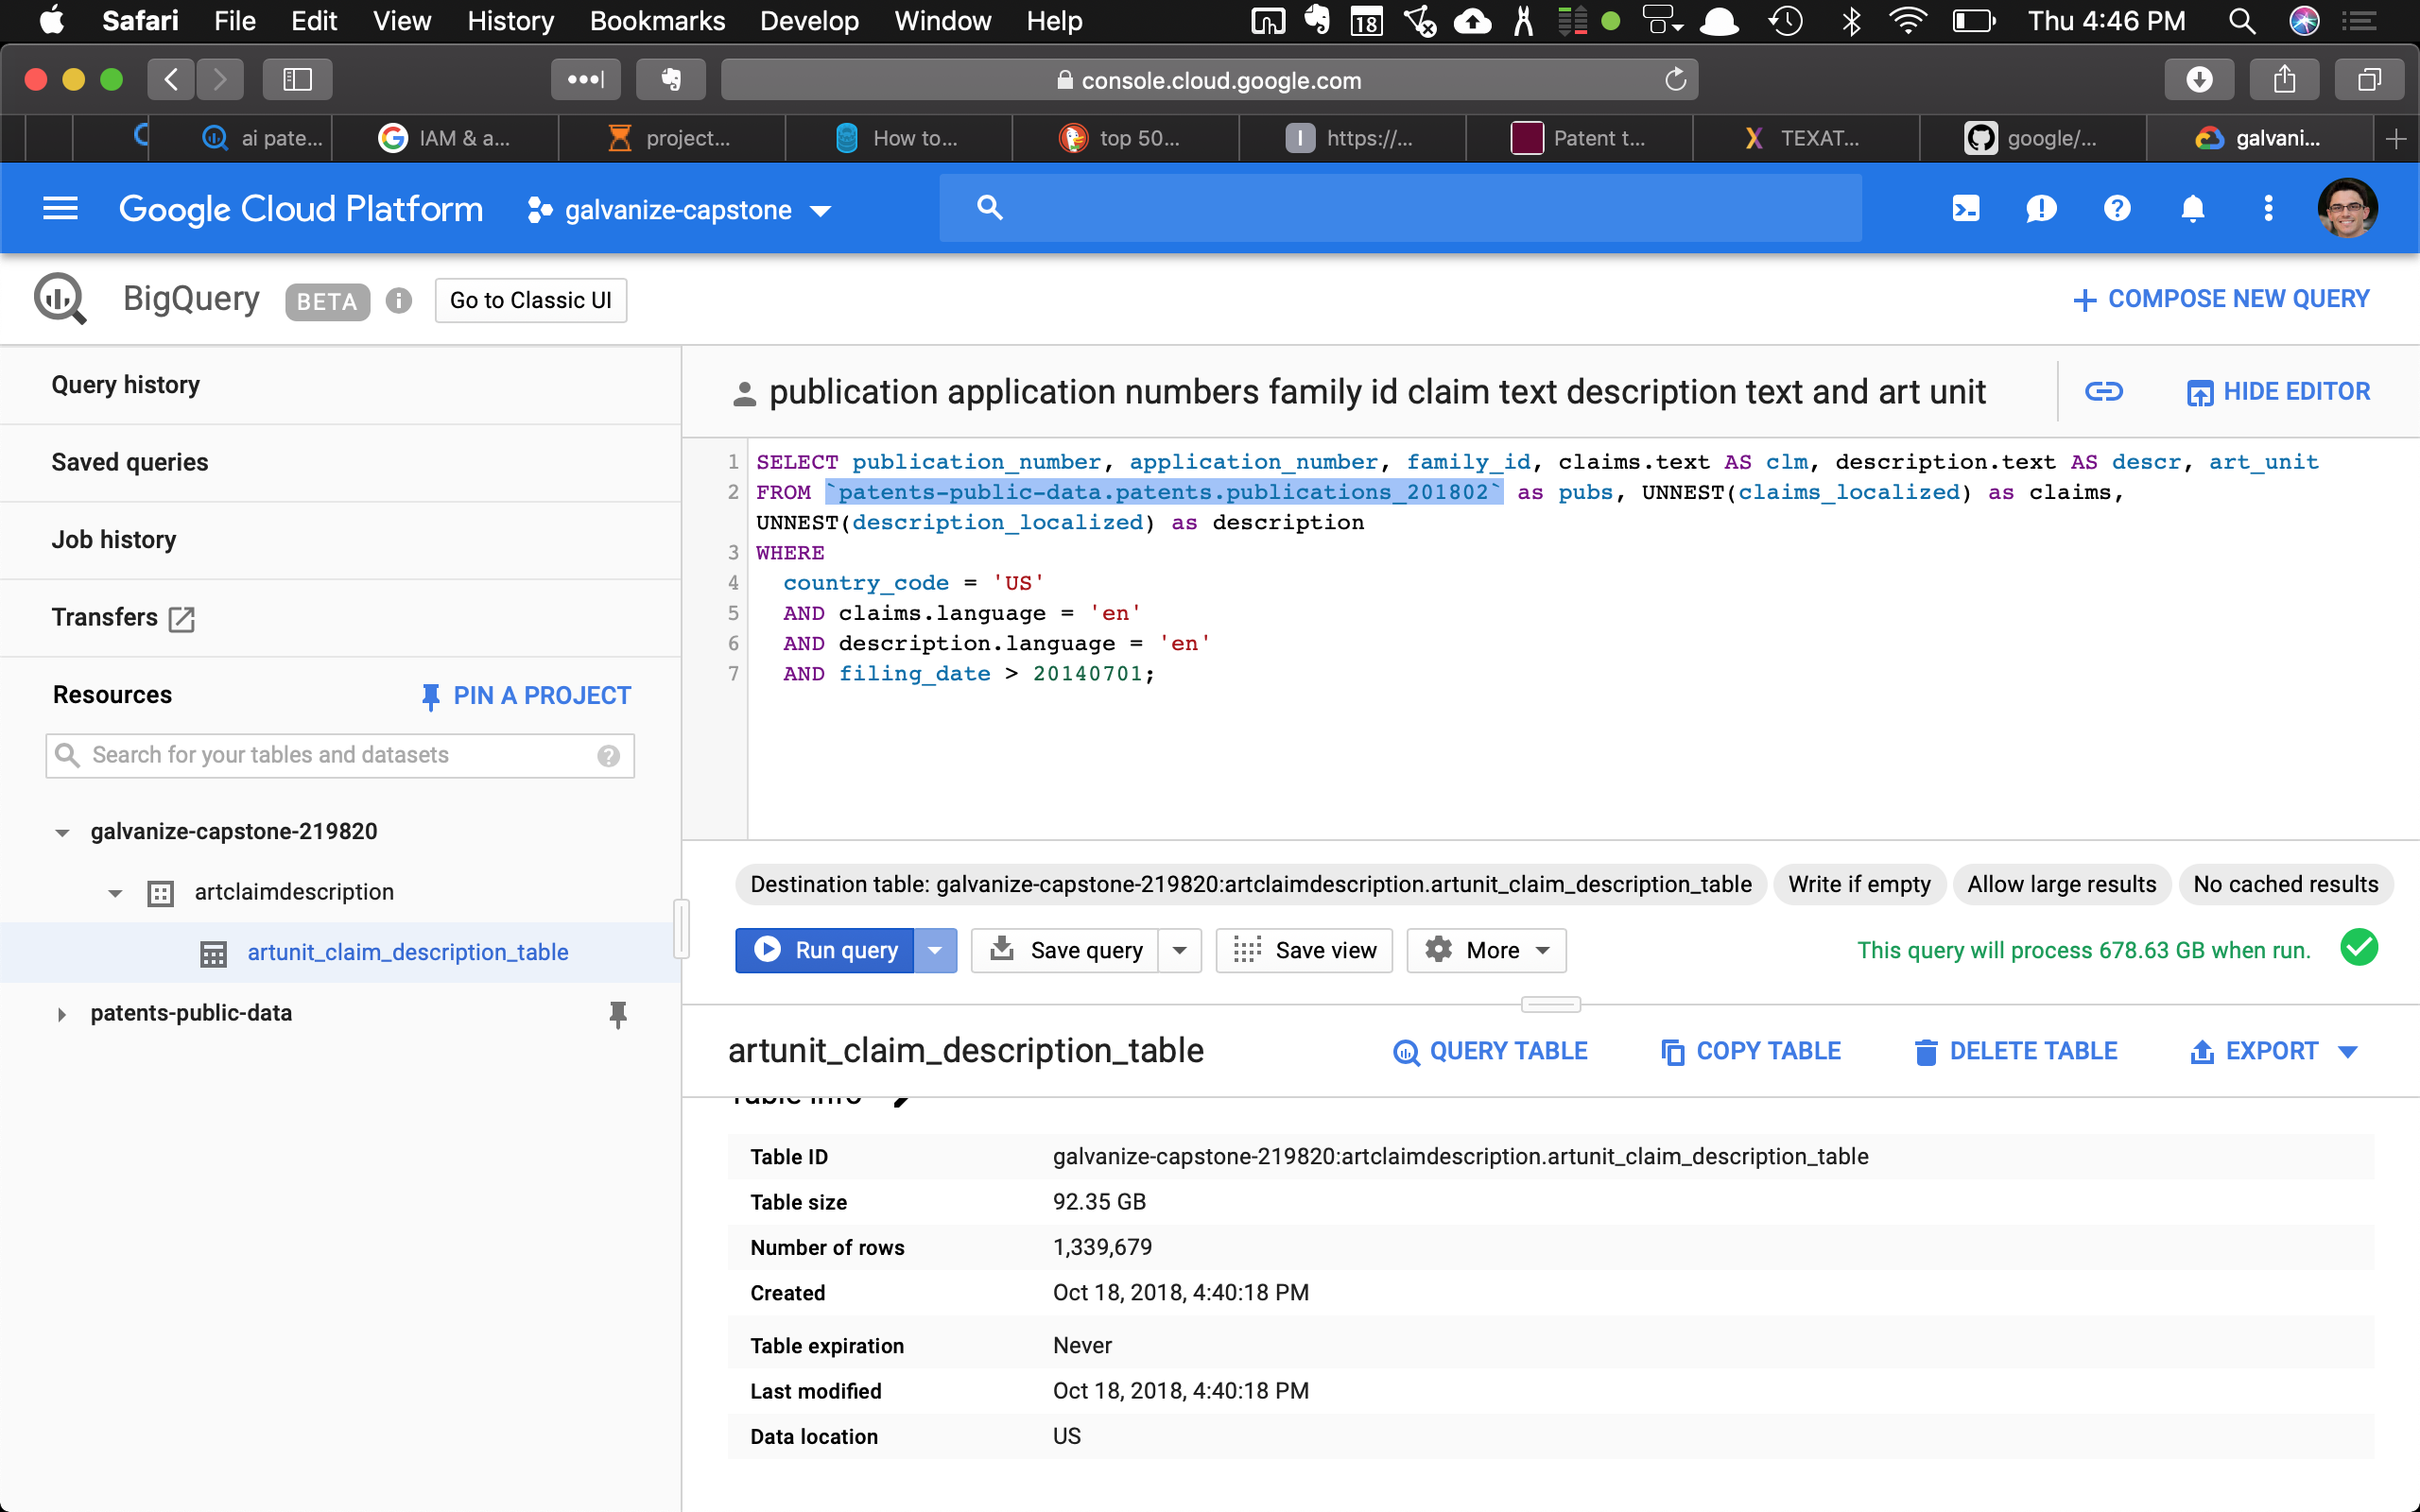 Safari File Edit View History Bookmarks Develop Window Help 18 Thu 4:46 PM
console.cloud.google.com
ai pate... IAM & a... project... How to... top 50... I https://... Patent t... TEXAT... google/... galvani...
Google Cloud Platform galvanize-capstone
BigQuery BETA Go to Classic UI + COMPOSE NEW QUERY
Query history
Saved queries
Job history
Transfers
Resources PIN A PROJECT
Search for your tables and datasets
galvanize-capstone-219820
artclaimdescription
artunit_claim_description_table
patents-public-data
publication application numbers family id claim text description text and art unit HIDE EDITOR
1 SELECT publication_number, application_number, family_id, claims.text AS clm, description.text AS descr, art_unit
2 FROM `patents-public-data.patents.publications_201802` as pubs, UNNEST(claims_localized) as claims,
UNNEST(description_localized) as description
3 WHERE
4 country_code = 'US'
5 AND claims.language = 'en'
6 AND description.language = 'en'
7 AND filing_date > 20140701;
Destination table: galvanize-capstone-219820:artclaimdescription.artunit_claim_description_table Write if empty Allow large results No cached results
Run query Save query Save view More This query will process 678.63 GB when run.
artunit_claim_description_table QUERY TABLE COPY TABLE DELETE TABLE EXPORT
Table info
Table ID galvanize-capstone-219820:artclaimdescription.artunit_claim_description_table
Table size 92.35 GB
Number of rows 1,339,679
Created Oct 18, 2018, 4:40:18 PM
Table expiration Never
Last modified Oct 18, 2018, 4:40:18 PM
Data location US